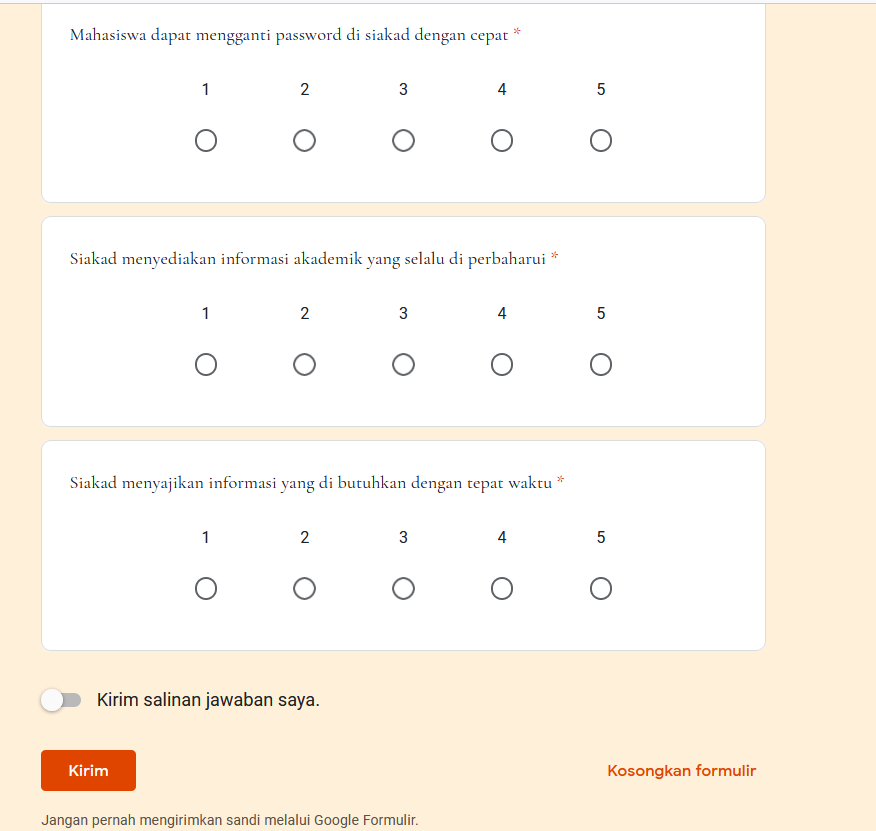 Mahasiswa dapat mengganti password di siakad dengan cepat *
1 2 3 4 5
Siakad menyediakan informasi akademik yang selalu di perbaharui *
1 2 3 4 5
Siakad menyajikan informasi yang di butuhkan dengan tepat waktu *
1 2 3 4 5
Kirim salinan jawaban saya.
Kirim Kosongkan formulir
Jangan pernah mengirimkan sandi melalui Google Formulir.